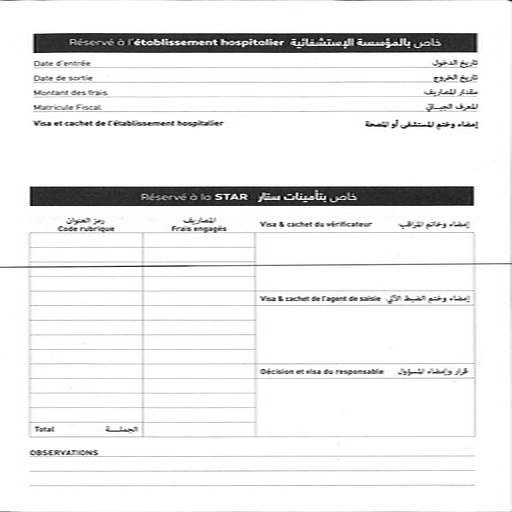 Réservé à l'établissement hospitalier خاص بالمؤسسة الإستشفائية
Date d'entrée تاريخ الدخول
Date de sortie تاريخ الخروج
Montant des frais مقدار المصاريف
Matricule Fiscal المعرف الجبـائي
Visa et cachet de l'établissement hospitalier إمضاء وختم المستشفى أو المصحة
Réservé à la STAR خاص بتأمينات ستار
رمز العنوان المصاريف
Code rubrique Frais engagés Visa & cachet du vérificateur إمضاء وخاتم المراقب
Visa & cachet de l'agent de saisie إمضاء وختم الضبط الآلي
Décision et visa du responsable قرار وإمضاء المسؤول
Total الجملـــة
OBSERVATIONS